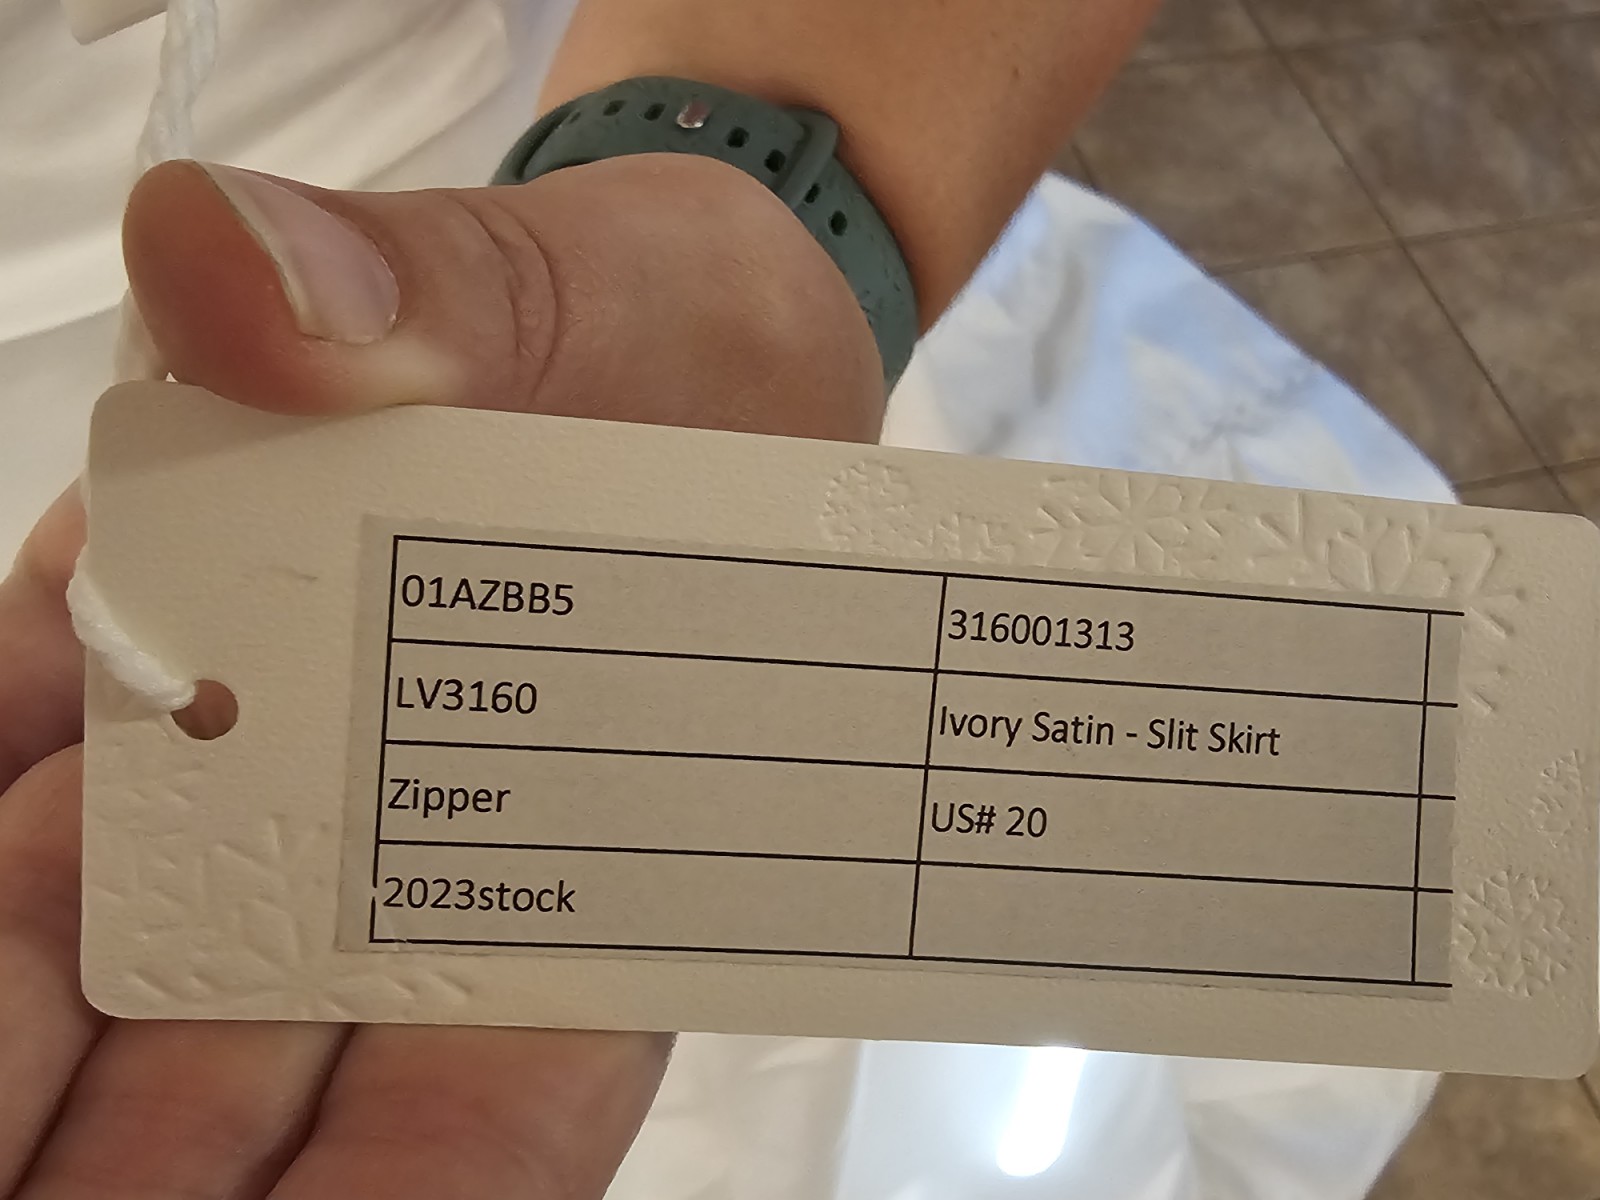 01AZBB5 316001313
LV3160 Ivory Satin - Slit Skirt
Zipper US# 20
2023stock